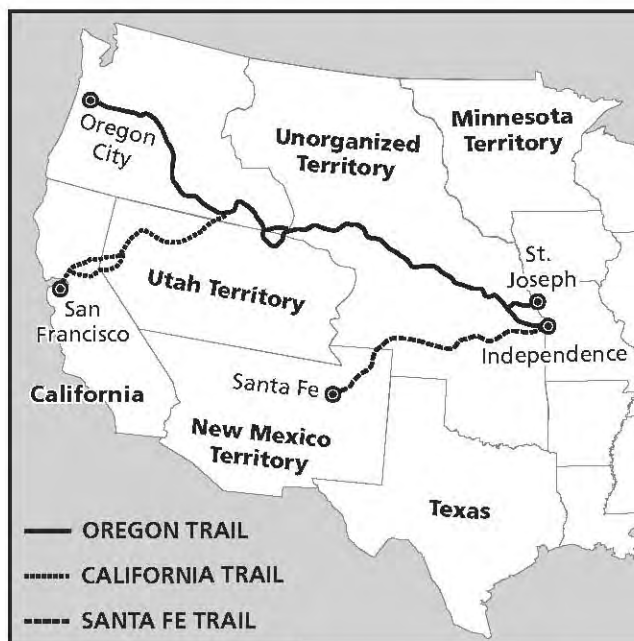 Oregon
City
Unorganized
Territory
Minnesota
Territory
St.
Joseph
Utah Territory
San
Francisco
Independence
Santa Fe
California
New Mexico
Territory
Texas
OREGON TRAIL
CALIFORNIA TRAIL
SANTA FE TRAIL